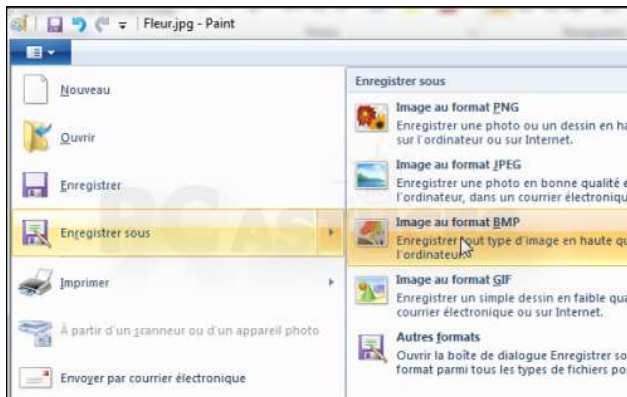 Fleur.jpg - Paint
Nouveau
Ouvrir
Enregistrer
Enregistrer sous
Imprimer
À partir d'un scanneur ou d'un appareil photo
Envoyer par courrier électronique
Enregistrer sous
Image au format PNG
Enregistrer une photo ou un dessin en ha
sur l'ordinateur ou sur Internet.
Image au format JPEG
Enregistrer une photo en bonne qualité e
l'ordinateur, dans un courrier électroniqu
Image au format BMP
Enregistrer tout type d'image en haute qu
l'ordinateur.
Image au format GIF
Enregistrer un simple dessin en faible qua
courrier électronique ou sur Internet.
Autres formats
Ouvrir la boîte de dialogue Enregistrer so
format parmi tous les types de fichiers po